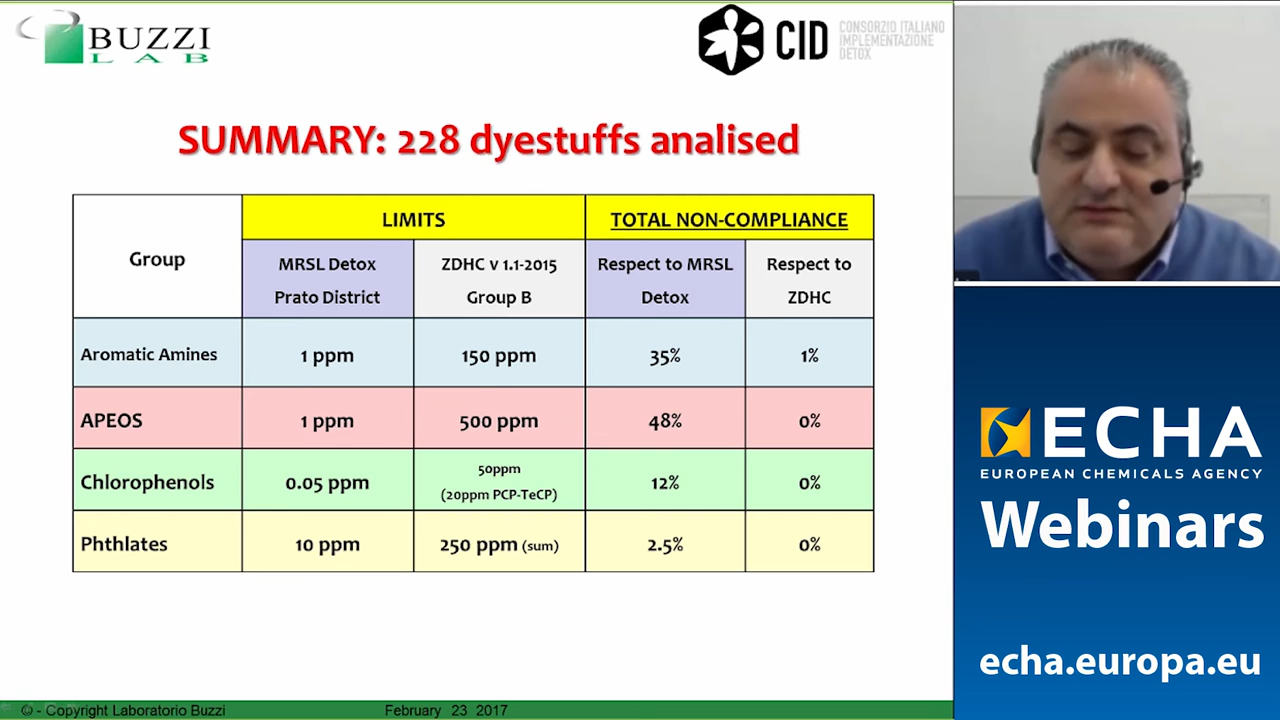 BUZZI
LAB
CID
CONSORZIO ITALIANO
IMPLEMENTAZIONE
DETOX
SUMMARY: 228 dyestuffs analised
Group
LIMITS
TOTAL NON-COMPLIANCE
MRSL Detox
Prato District
ZDHC v 1.1-2015
Group B
Respect to MRSL
Detox
Respect to
ZDHC
Aromatic Amines 1 ppm 150 ppm 35% 1%
APEOS 1 ppm 500 ppm 48% 0%
Chlorophenols 0.05 ppm 50ppm
(20ppm PCP-TeCP) 12% 0%
Phthlates 10 ppm 250 ppm (sum) 2.5% 0%
© - Copyright Laboratorio Buzzi February 23 2017
ECHA
EUROPEAN CHEMICALS AGENCY
Webinars
echa.europa.eu